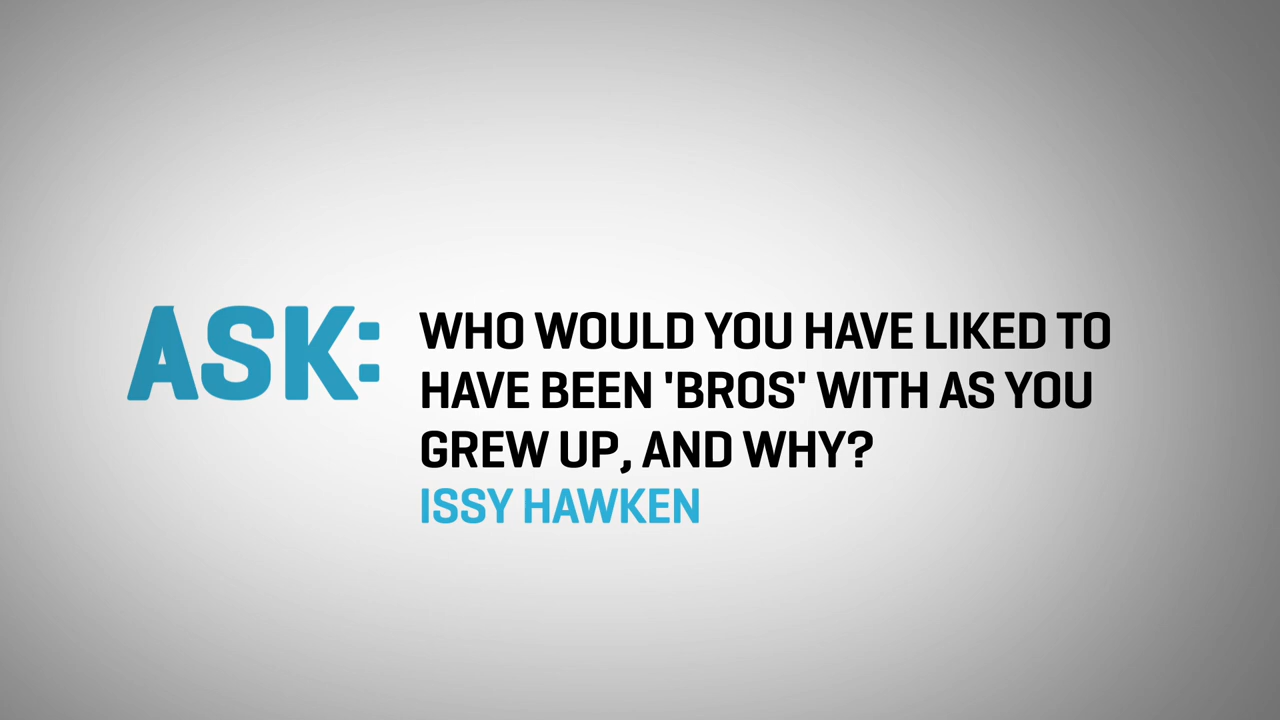 ASK:
WHO WOULD YOU HAVE LIKED TO
HAVE BEEN 'BROS' WITH AS YOU
GREW UP, AND WHY?
ISSY HAWKEN